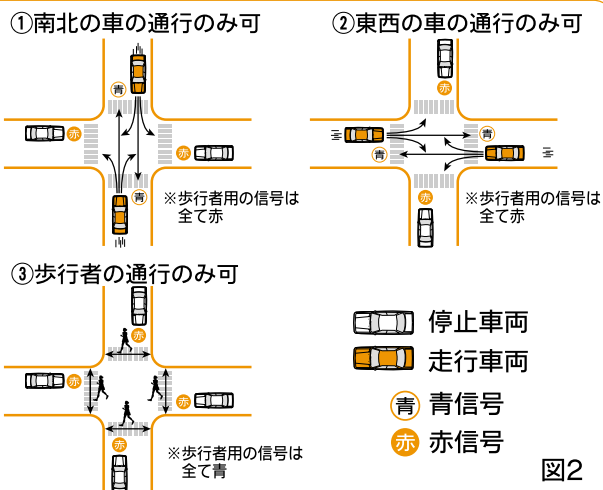 ①南北の車の通行のみ可
青
赤
赤
青
※歩行者用の信号は
全て赤
②東西の車の通行のみ可
赤
青
青
赤
※歩行者用の信号は
全て赤
③歩行者の通行のみ可
赤
赤
赤
赤
※歩行者用の信号は
全て青
停止車両
走行車両
青 青信号
赤 赤信号
図2